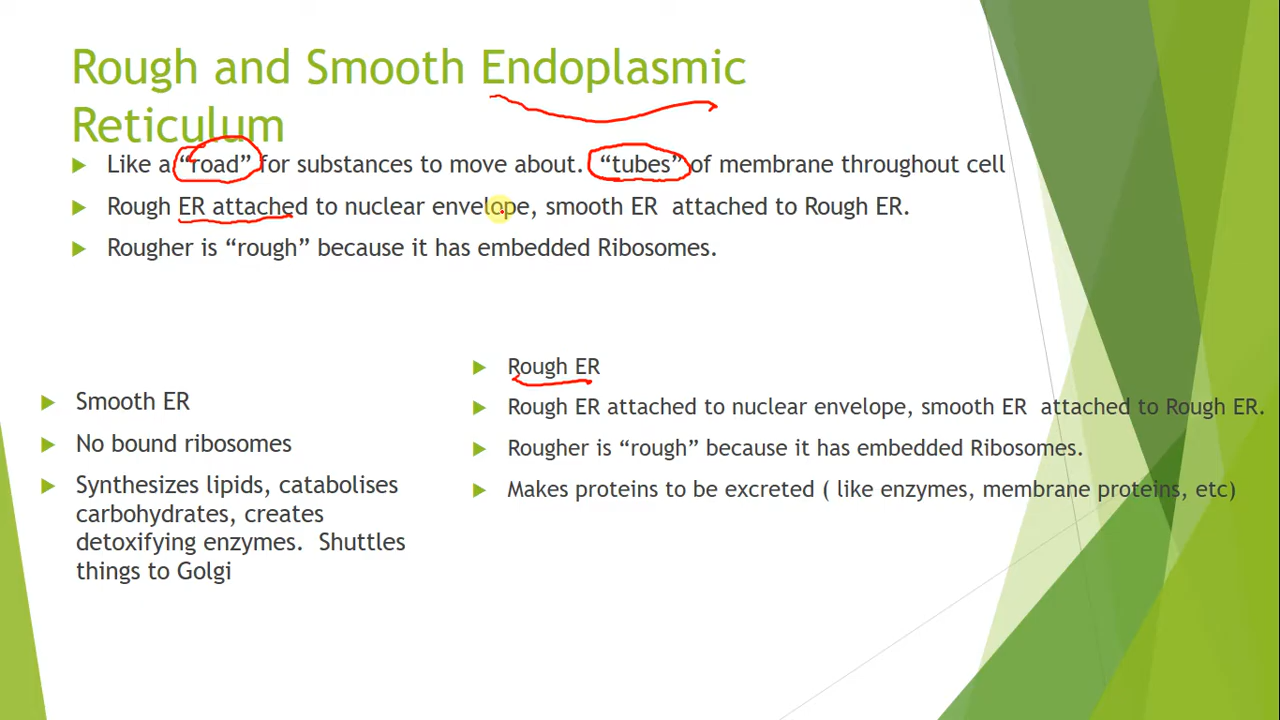 Rough and Smooth Endoplasmic
Reticulum
Like a “road” for substances to move about. “tubes” of membrane throughout cell
Rough ER attached to nuclear envelope, smooth ER attached to Rough ER.
Rougher is “rough” because it has embedded Ribosomes.
Smooth ER
No bound ribosomes
Synthesizes lipids, catabolises
carbohydrates, creates
detoxifying enzymes. Shuttles
things to Golgi
Rough ER
Rough ER attached to nuclear envelope, smooth ER attached to Rough ER.
Rougher is “rough” because it has embedded Ribosomes.
Makes proteins to be excreted ( like enzymes, membrane proteins, etc)